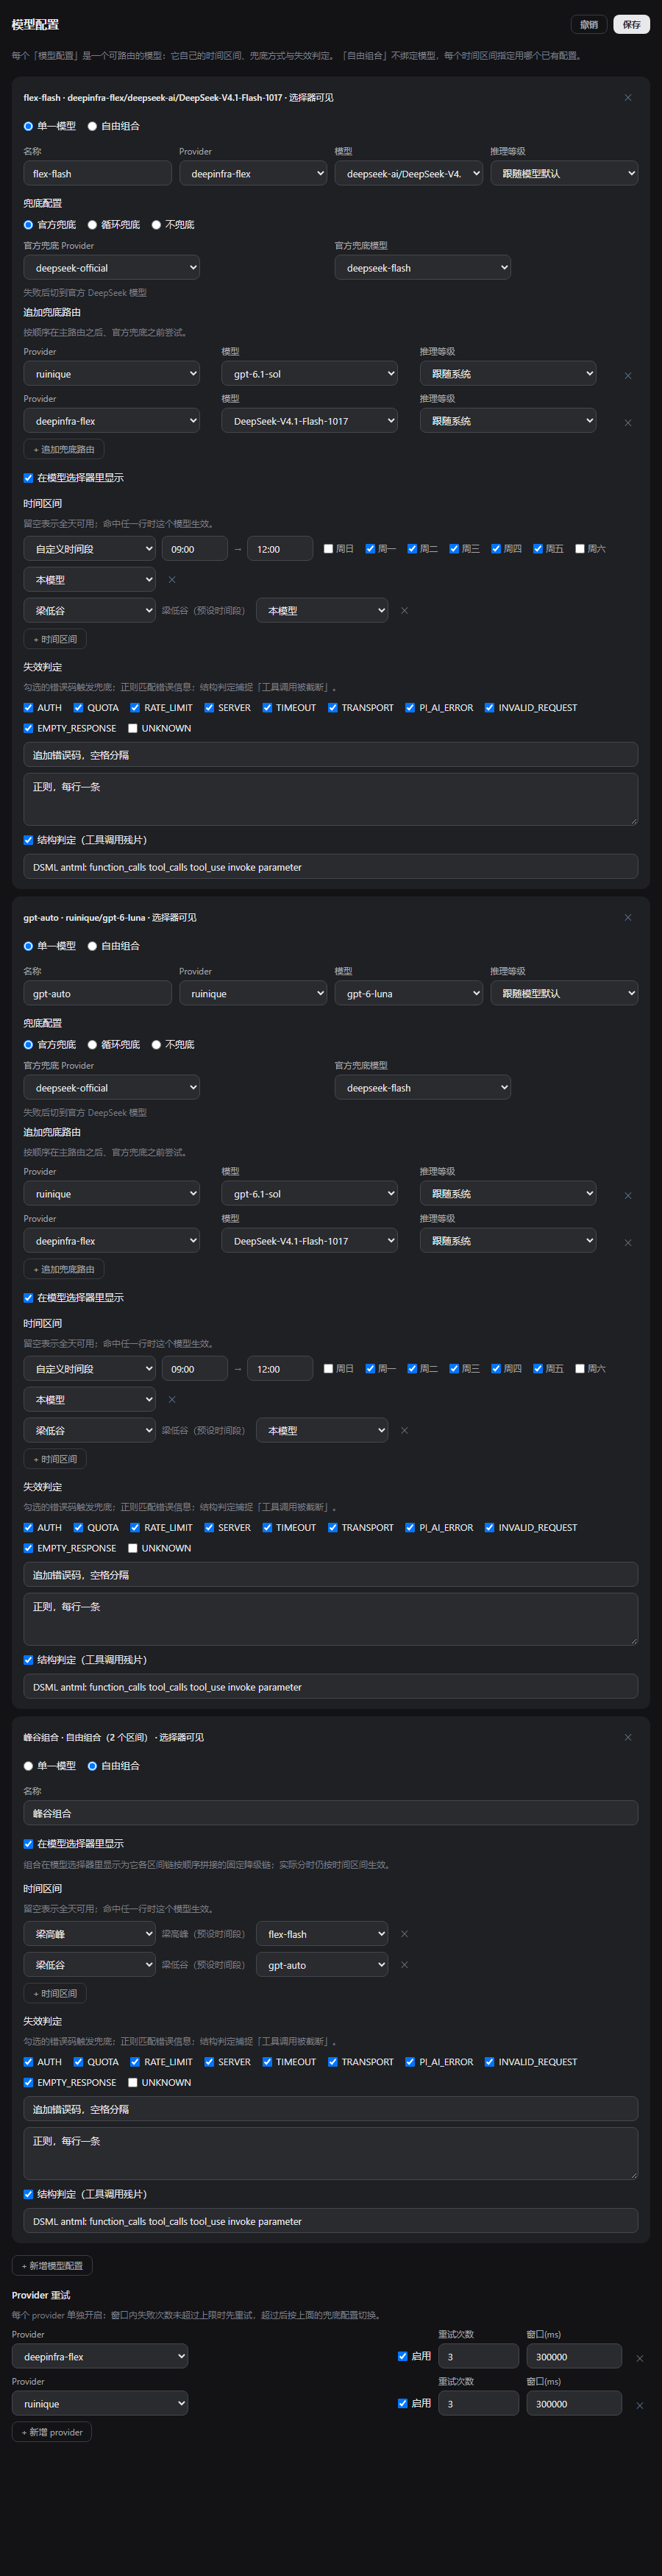 模型配置
撤销 保存
每个「模型配置」是一个可路由的模型：它自己的时间区间、兜底方式与失效判定。「自由组合」不绑定模型，每个时间区间指定用哪个已有配置。
flex-flash · deepinfra-flex/deepseek-ai/DeepSeek-V4.1-Flash-1017 · 选择器可见 ×
单一模型 自由组合
名称 Provider 模型 推理等级
flex-flash deepinfra-flex deepseek-ai/DeepSeek-V4. 跟随模型默认
兜底配置
官方兜底 循环兜底 不兜底
官方兜底 Provider 官方兜底模型
deepseek-official deepseek-flash
失败后切到官方 DeepSeek 模型
追加兜底路由
按顺序在主路由之后、官方兜底之前尝试。
Provider 模型 推理等级
ruinique gpt-6.1-sol 跟随系统 ×
Provider 模型 推理等级
deepinfra-flex DeepSeek-V4.1-Flash-1017 跟随系统 ×
+ 追加兜底路由
在模型选择器里显示
时间区间
留空表示全天可用；命中任一行时这个模型生效。
自定义时间段 09:00 → 12:00 周日 周一 周二 周三 周四 周五 周六
本模型 ×
梁低谷 梁低谷（预设时间段） 本模型 ×
+ 时间区间
失效判定
勾选的错误码触发兜底；正则匹配错误信息；结构判定捕捉「工具调用被截断」。
AUTH QUOTA RATE_LIMIT SERVER TIMEOUT TRANSPORT PI_AI_ERROR INVALID_REQUEST
EMPTY_RESPONSE UNKNOWN
追加错误码，空格分隔
正则，每行一条
结构判定（工具调用残片）
DSML antml: function_calls tool_calls tool_use invoke parameter
gpt-auto · ruinique/gpt-6-luna · 选择器可见 ×
单一模型 自由组合
名称 Provider 模型 推理等级
gpt-auto ruinique gpt-6-luna 跟随模型默认
兜底配置
官方兜底 循环兜底 不兜底
官方兜底 Provider 官方兜底模型
deepseek-official deepseek-flash
失败后切到官方 DeepSeek 模型
追加兜底路由
按顺序在主路由之后、官方兜底之前尝试。
Provider 模型 推理等级
ruinique gpt-6.1-sol 跟随系统 ×
Provider 模型 推理等级
deepinfra-flex DeepSeek-V4.1-Flash-1017 跟随系统 ×
+ 追加兜底路由
在模型选择器里显示
时间区间
留空表示全天可用；命中任一行时这个模型生效。
自定义时间段 09:00 → 12:00 周日 周一 周二 周三 周四 周五 周六
本模型 ×
梁低谷 梁低谷（预设时间段） 本模型 ×
+ 时间区间
失效判定
勾选的错误码触发兜底；正则匹配错误信息；结构判定捕捉「工具调用被截断」。
AUTH QUOTA RATE_LIMIT SERVER TIMEOUT TRANSPORT PI_AI_ERROR INVALID_REQUEST
EMPTY_RESPONSE UNKNOWN
追加错误码，空格分隔
正则，每行一条
结构判定（工具调用残片）
DSML antml: function_calls tool_calls tool_use invoke parameter
峰谷组合 · 自由组合（2 个区间） · 选择器可见 ×
单一模型 自由组合
名称
峰谷组合
在模型选择器里显示
组合在模型选择器里显示为它各区间链按顺序拼接的固定降级链；实际分时仍按时间区间生效。
时间区间
留空表示全天可用；命中任一行时这个模型生效。
梁高峰 梁高峰（预设时间段） flex-flash ×
梁低谷 梁低谷（预设时间段） gpt-auto ×
+ 时间区间
失效判定
勾选的错误码触发兜底；正则匹配错误信息；结构判定捕捉「工具调用被截断」。
AUTH QUOTA RATE_LIMIT SERVER TIMEOUT TRANSPORT PI_AI_ERROR INVALID_REQUEST
EMPTY_RESPONSE UNKNOWN
追加错误码，空格分隔
正则，每行一条
结构判定（工具调用残片）
DSML antml: function_calls tool_calls tool_use invoke parameter
+ 新增模型配置
Provider 重试
每个 provider 单独开启：窗口内失败次数未超过上限时先重试，超过后按上面的兜底配置切换。
Provider 重试次数 窗口(ms)
deepinfra-flex 启用 3 300000 ×
Provider 重试次数 窗口(ms)
ruinique 启用 3 300000 ×
+ 新增 provider